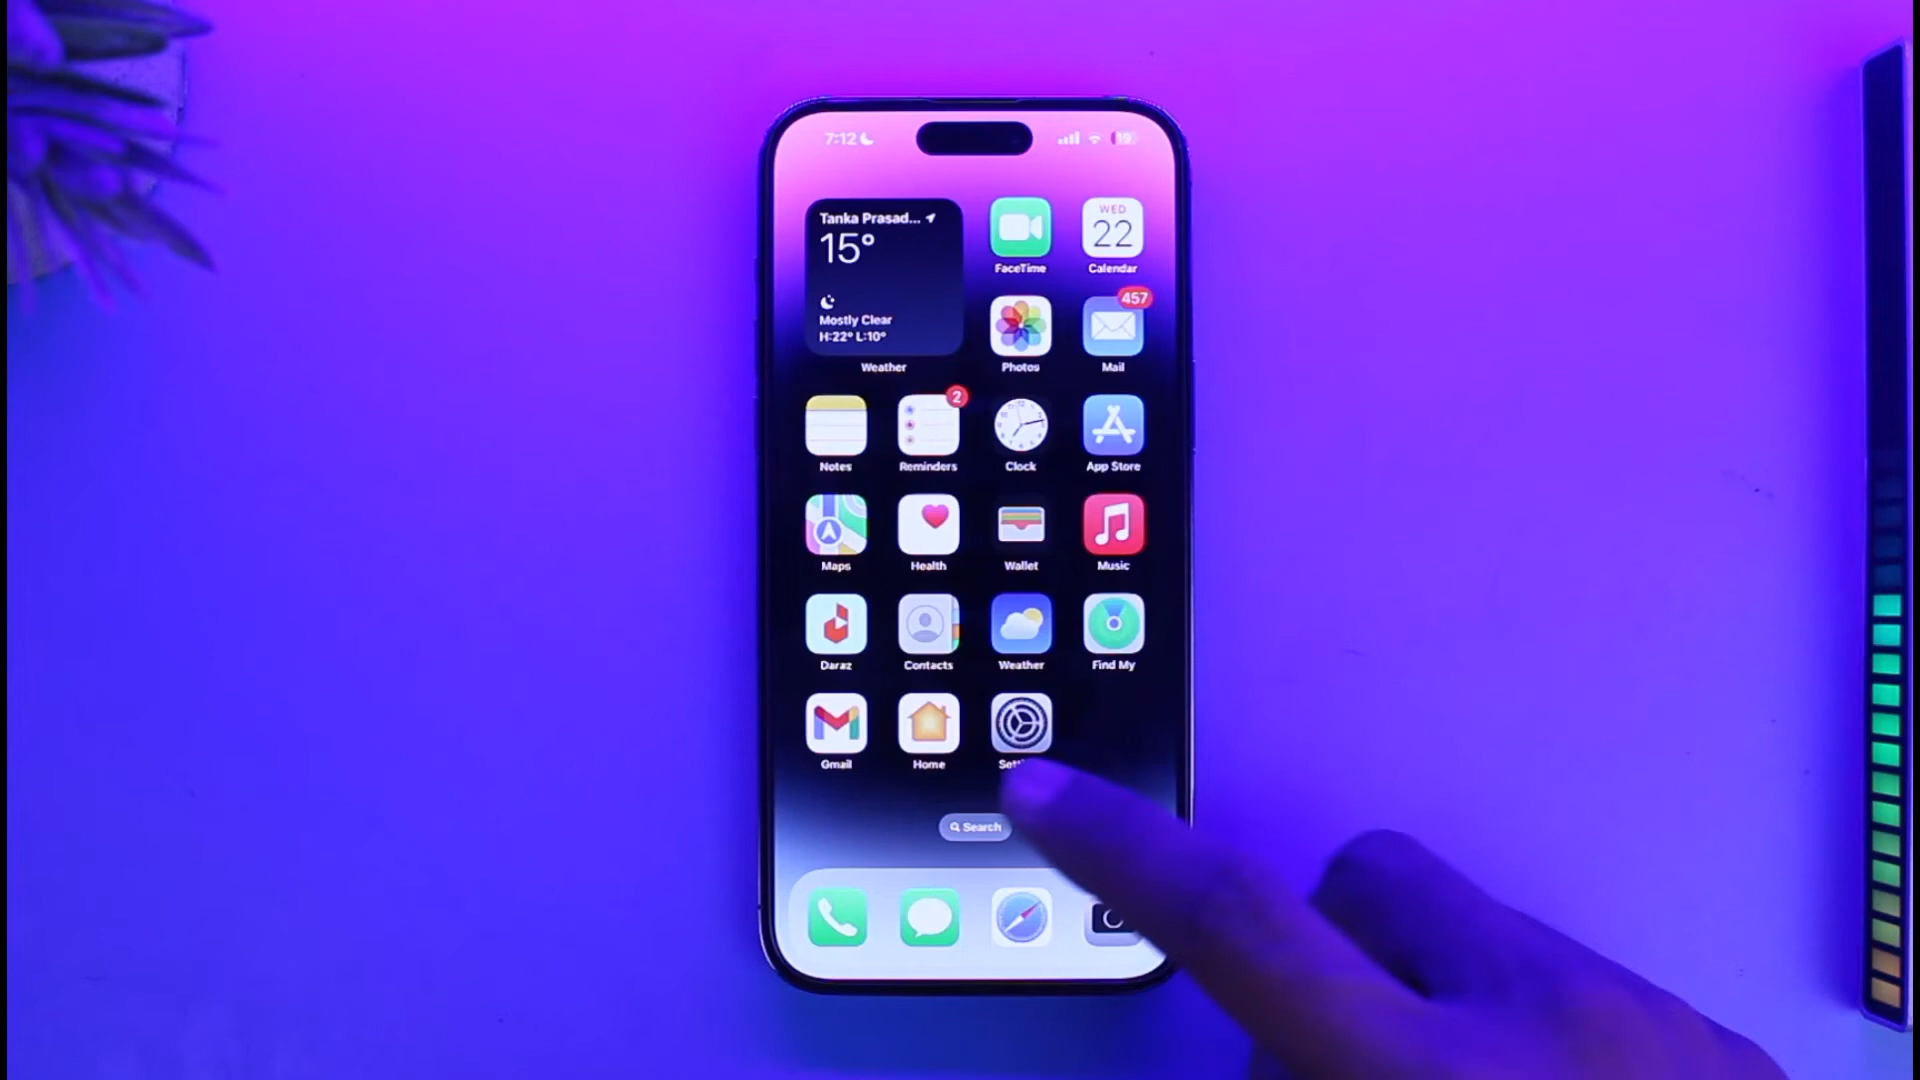 7:12
19
Tanka Prasad...
15°
Mostly Clear
H:22° L:10°
Weather
FaceTime
WED
22
Calendar
Photos
457
Mail
Notes
2
Reminders
Clock
App Store
Maps
Health
Wallet
Music
Daraz
Contacts
Weather
Find My
Gmail
Home
Search